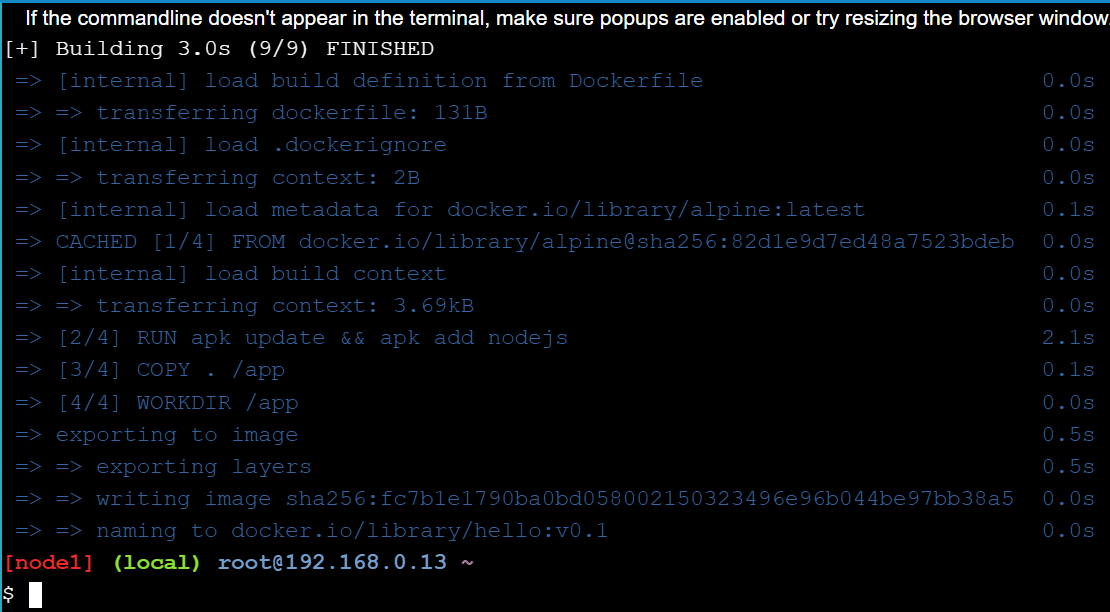 If the commandline doesn't appear in the terminal, make sure popups are enabled or try resizing the browser window.
[+] Building 3.0s (9/9) FINISHED
=> [internal] load build definition from Dockerfile 0.0s
=> => transferring dockerfile: 131B 0.0s
=> [internal] load .dockerignore 0.0s
=> => transferring context: 2B 0.0s
=> [internal] load metadata for docker.io/library/alpine:latest 0.1s
=> CACHED [1/4] FROM docker.io/library/alpine@sha256:82d1e9d7ed48a7523bdeb 0.0s
=> [internal] load build context 0.0s
=> => transferring context: 3.69kB 0.0s
=> [2/4] RUN apk update && apk add nodejs 2.1s
=> [3/4] COPY . /app 0.1s
=> [4/4] WORKDIR /app 0.0s
=> exporting to image 0.5s
=> => exporting layers 0.5s
=> => writing image sha256:fc7b1e1790ba0bd058002150323496e96b044be97bb38a5 0.0s
=> => naming to docker.io/library/hello:v0.1 0.0s
[node1] (local) root@192.168.0.13 ~
$